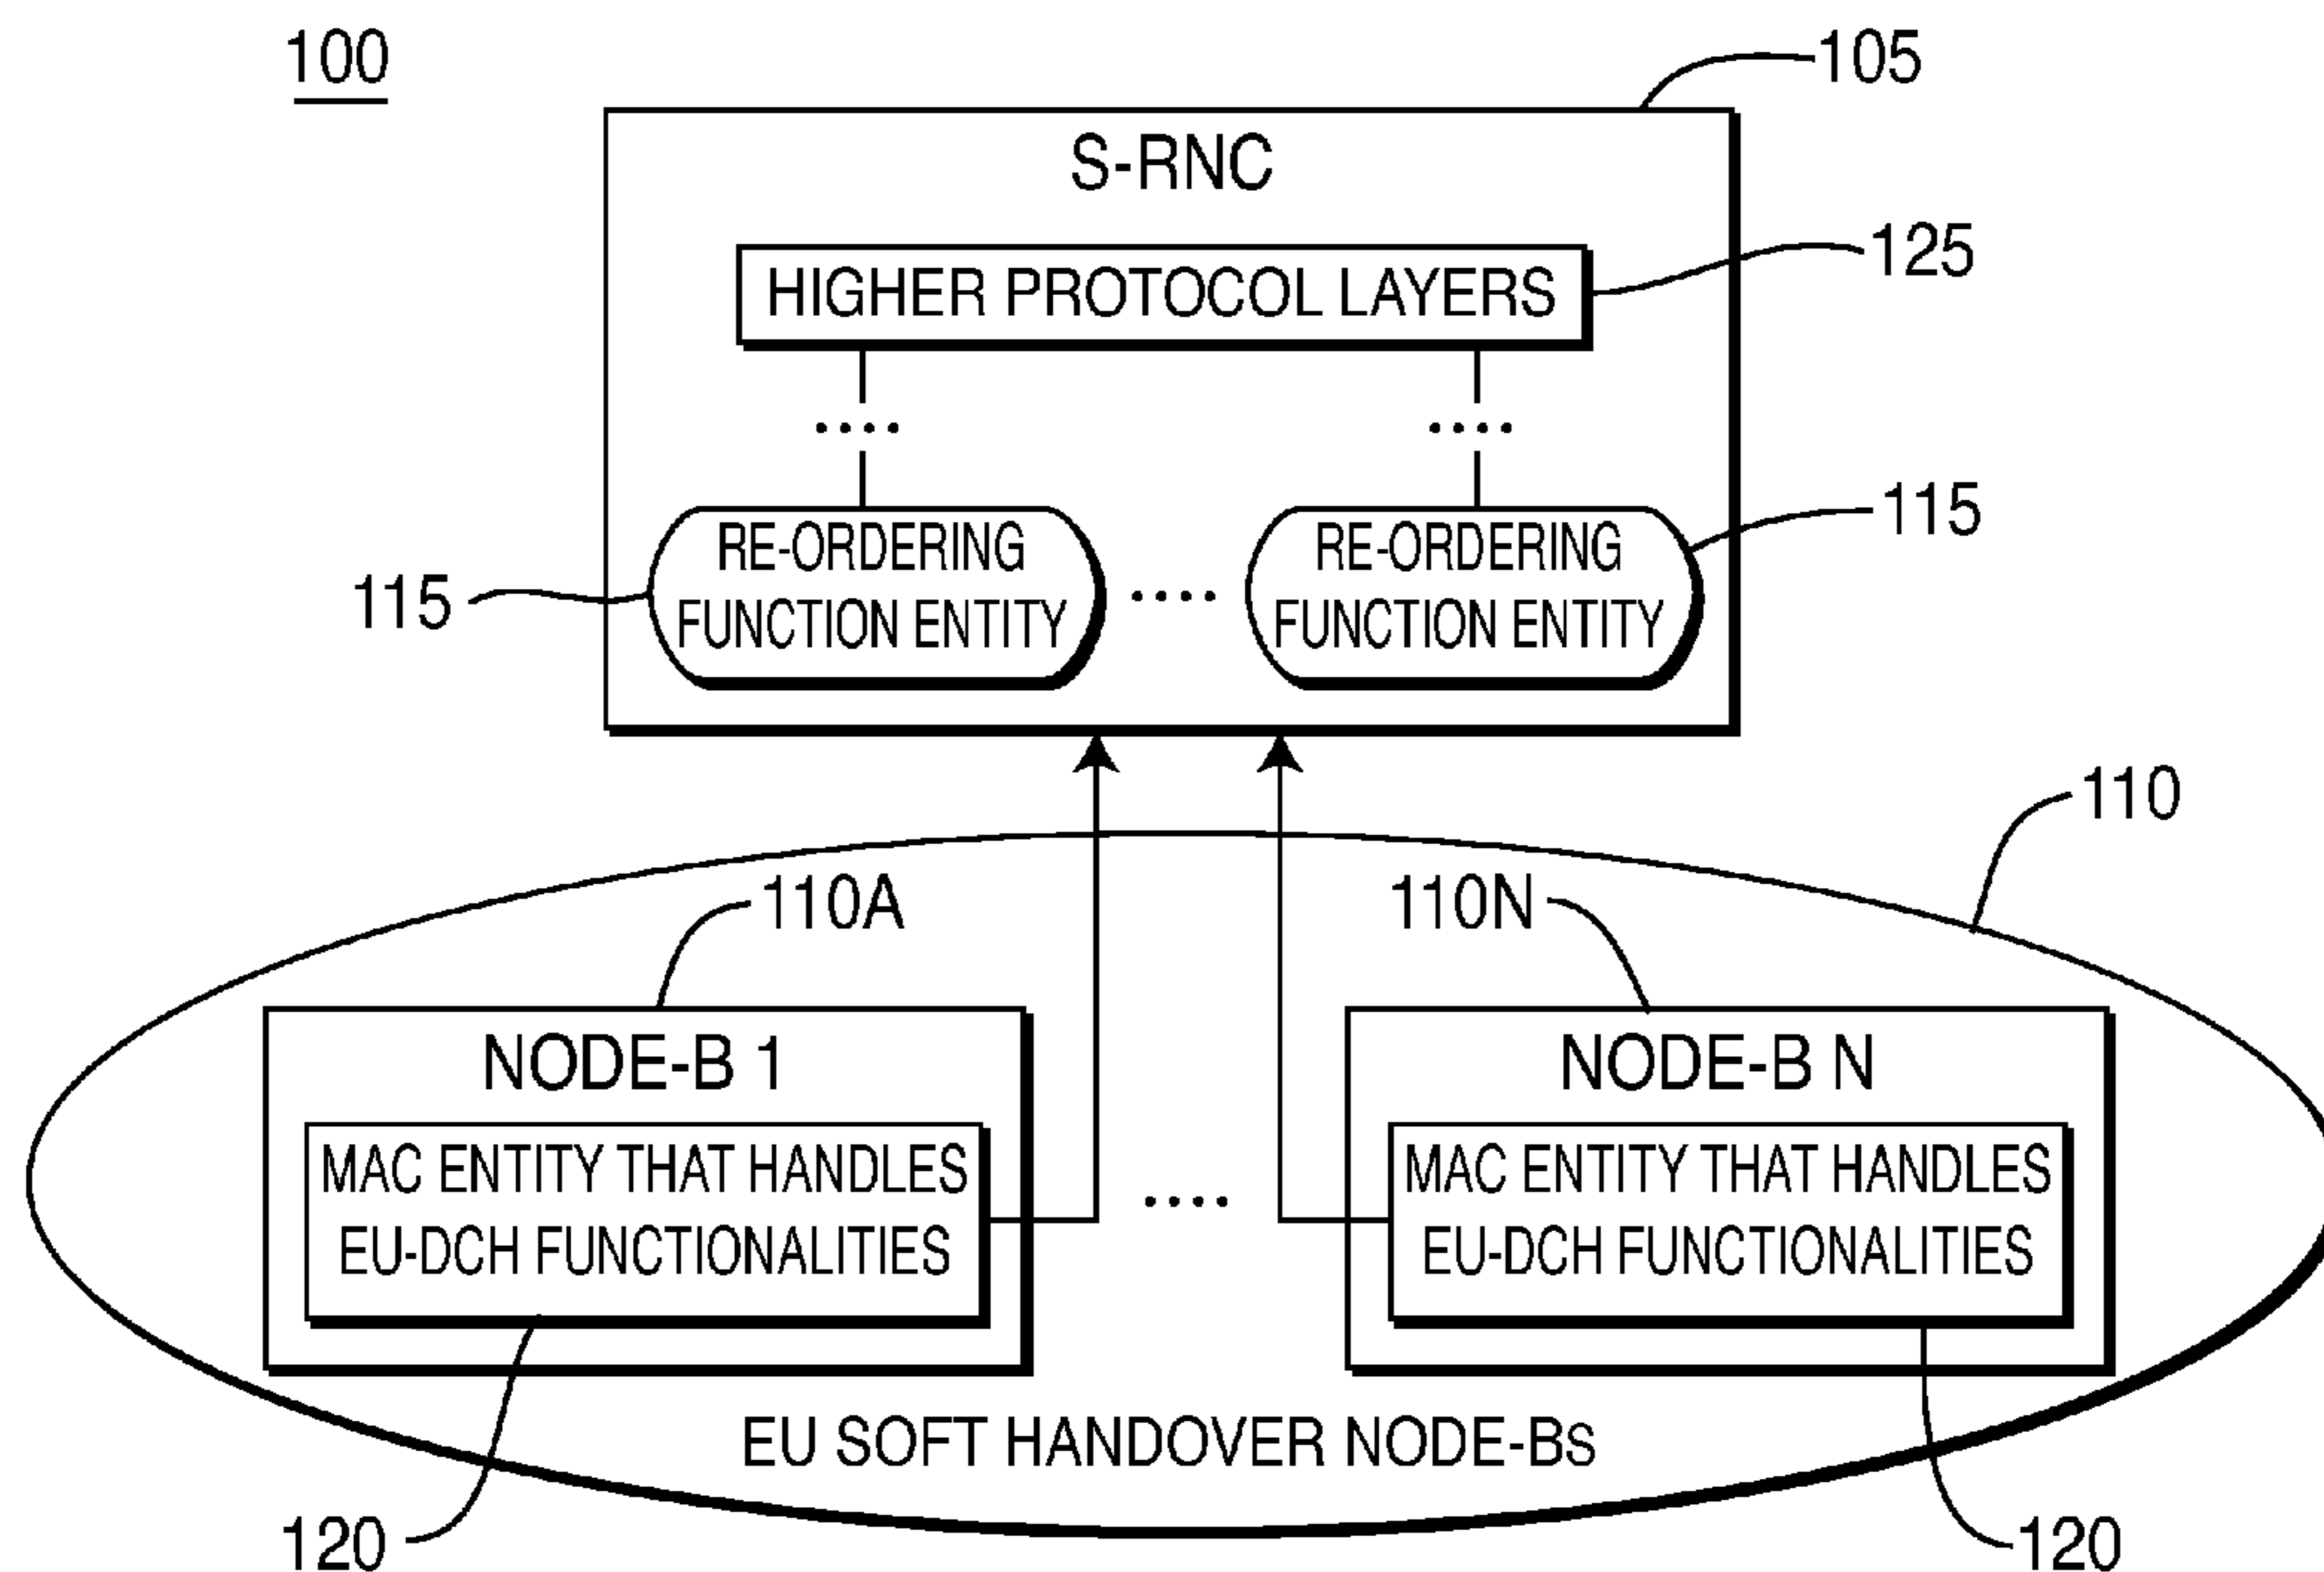 100
105
S-RNC
125
HIGHER PROTOCOL LAYERS
....
....
115
RE-ORDERING
FUNCTION ENTITY
....
RE-ORDERING
FUNCTION ENTITY
115
110
110A
110N
NODE-B 1
NODE-B N
MAC ENTITY THAT HANDLES
EU-DCH FUNCTIONALITIES
....
MAC ENTITY THAT HANDLES
EU-DCH FUNCTIONALITIES
EU SOFT HANDOVER NODE-BS
120
120